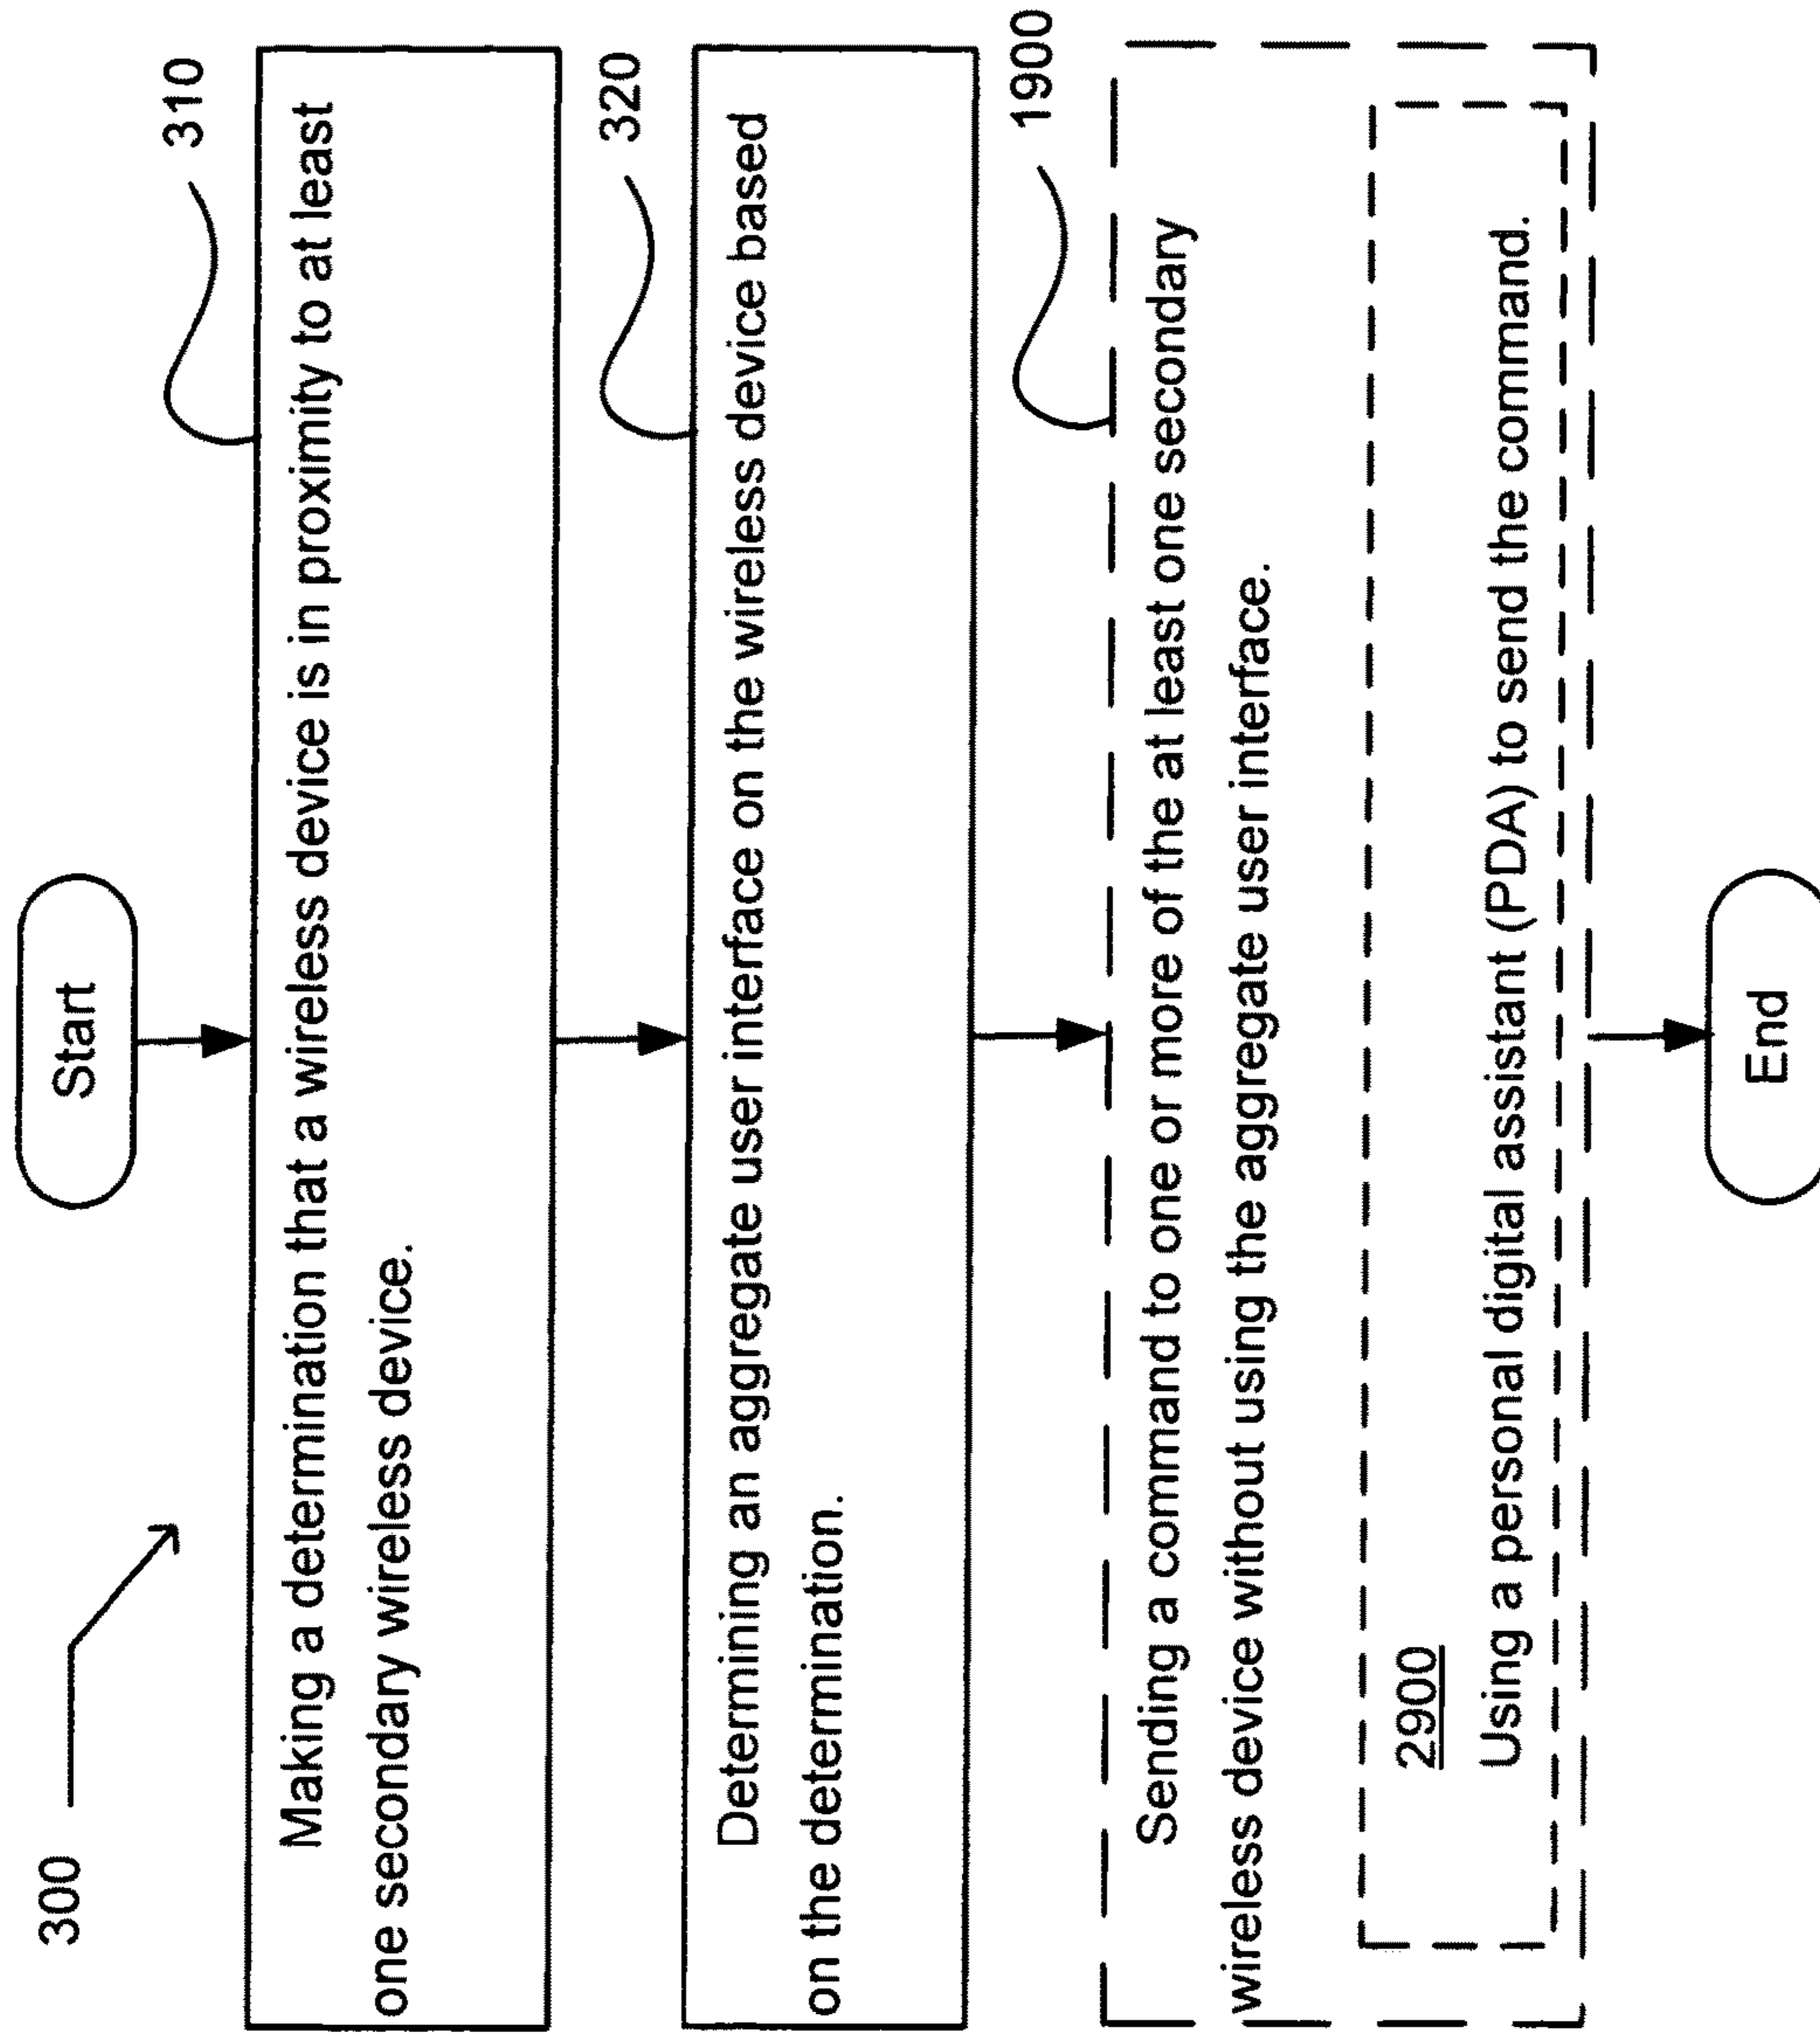 300
Start
310
Making a determination that a wireless device is in proximity to at least
one secondary wireless device.
320
Determining an aggregate user interface on the wireless device based
on the determination.
1900
Sending a command to one or more of the at least one secondary
wireless device without using the aggregate user interface.
2900
Using a personal digital assistant (PDA) to send the command.
End